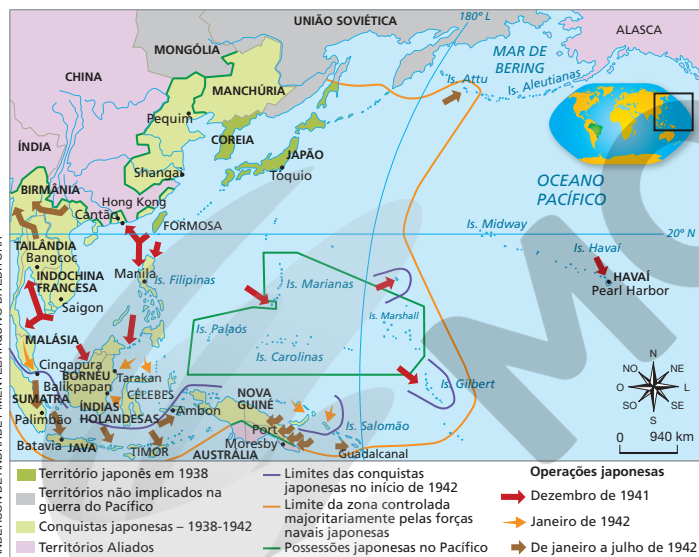 UNIÃO SOVIÉTICA
180º L
ALASCA
MONGÓLIA
MAR DE
BERING
Is. Attu
Is. Aleutianas
CHINA
MANCHÚRIA
Pequim
COREIA
JAPÃO
Tóquio
ÍNDIA
Shangai
OCEANO
PACÍFICO
BIRMÂNIA
Hong Kong
Cantão
FORMOSA
Is. Midway
20º N
TAILÂNDIA
Bangcoc
Is. Havaí
HAVAÍ
Pearl Harbor
INDOCHINA
FRANCESA
Manila
Is. Filipinas
Is. Marianas
Saigon
Is. Marshall
Is. Palaós
MALÁSIA
Is. Carolinas
Cingapura
BORNÉU
Tarakan
Balikpapan
Is. Gilbert
SUMATRA
CÉLEBES
NOVA
GUINÉ
ÍNDIAS
HOLANDESAS
Ambon
Is. Salomão
Palimbão
Port
Moresby
Batavia
JAVA
TIMOR
AUSTRÁLIA
Guadalcanal
N
NO
NE
O
L
SO
SE
S
0 940 km
Território japonês em 1938
Territórios não implicados na
guerra do Pacífico
Conquistas japonesas – 1938-1942
Territórios Aliados
Limites das conquistas
japonesas no início de 1942
Limite da zona controlada
majoritariamente pelas forças
navais japonesas
Possessões japonesas no Pacífico
Operações japonesas
Dezembro de 1941
Janeiro de 1942
De janeiro a julho de 1942